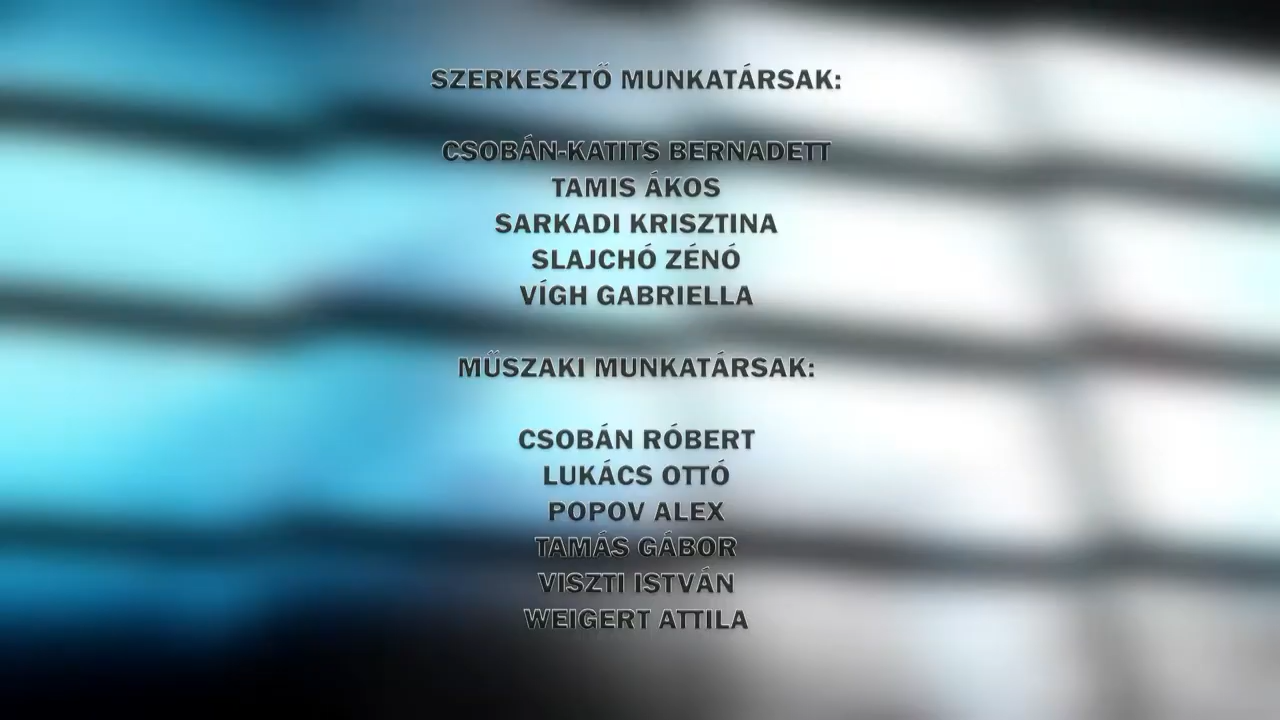 SZERKESZTŐ MUNKATÁRSAK:
CSOBÁN-KATITS BERNADETT
TAMIS ÁKOS
SARKADI KRISZTINA
SLAJCHÓ ZÉNÓ
VÍGH GABRIELLA
MŰSZAKI MUNKATÁRSAK:
CSOBÁN RÓBERT
LUKÁCS OTTÓ
POPOV ALEX
TAMÁS GÁBOR
VISZTI ISTVÁN
WEIGERT ATTILA